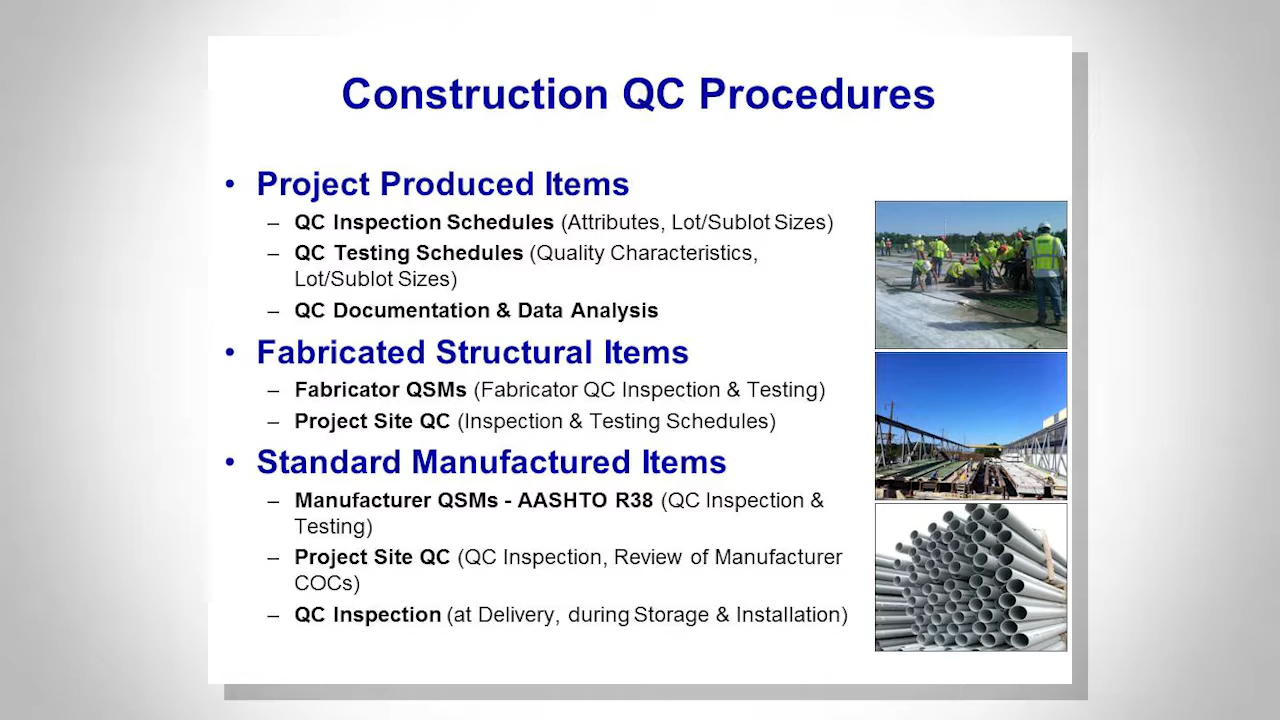 Construction QC Procedures
• Project Produced Items
– QC Inspection Schedules (Attributes, Lot/Sublot Sizes)
– QC Testing Schedules (Quality Characteristics,
Lot/Sublot Sizes)
– QC Documentation & Data Analysis
• Fabricated Structural Items
– Fabricator QSMs (Fabricator QC Inspection & Testing)
– Project Site QC (Inspection & Testing Schedules)
• Standard Manufactured Items
– Manufacturer QSMs - AASHTO R38 (QC Inspection &
Testing)
– Project Site QC (QC Inspection, Review of Manufacturer
COCs)
– QC Inspection (at Delivery, during Storage & Installation)